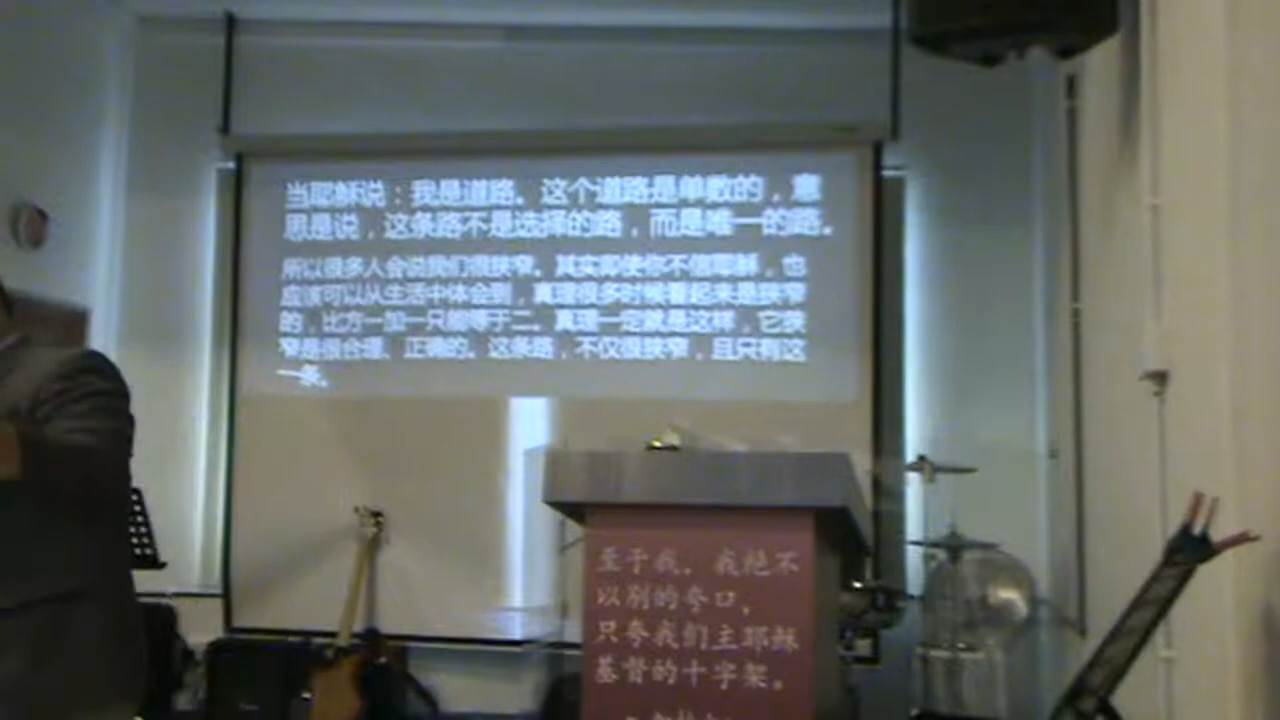 当耶稣说：我是道路。这个道路是单数的，意
思是说，这条路不是选择的路，而是唯一的路。
所以很多人会说我们很狭窄。其实即使你不信耶稣，也
应该可以从生活中体会到，真理很多时候看起来是狭窄
的，比方一加一只能等于二。真理一定就是这样，它狭
窄是很合理、正确的。这条路，不仅很狭窄，且只有这
一条。
至于我，我绝不
以别的夸口，
只夸我们主耶稣
基督的十字架。